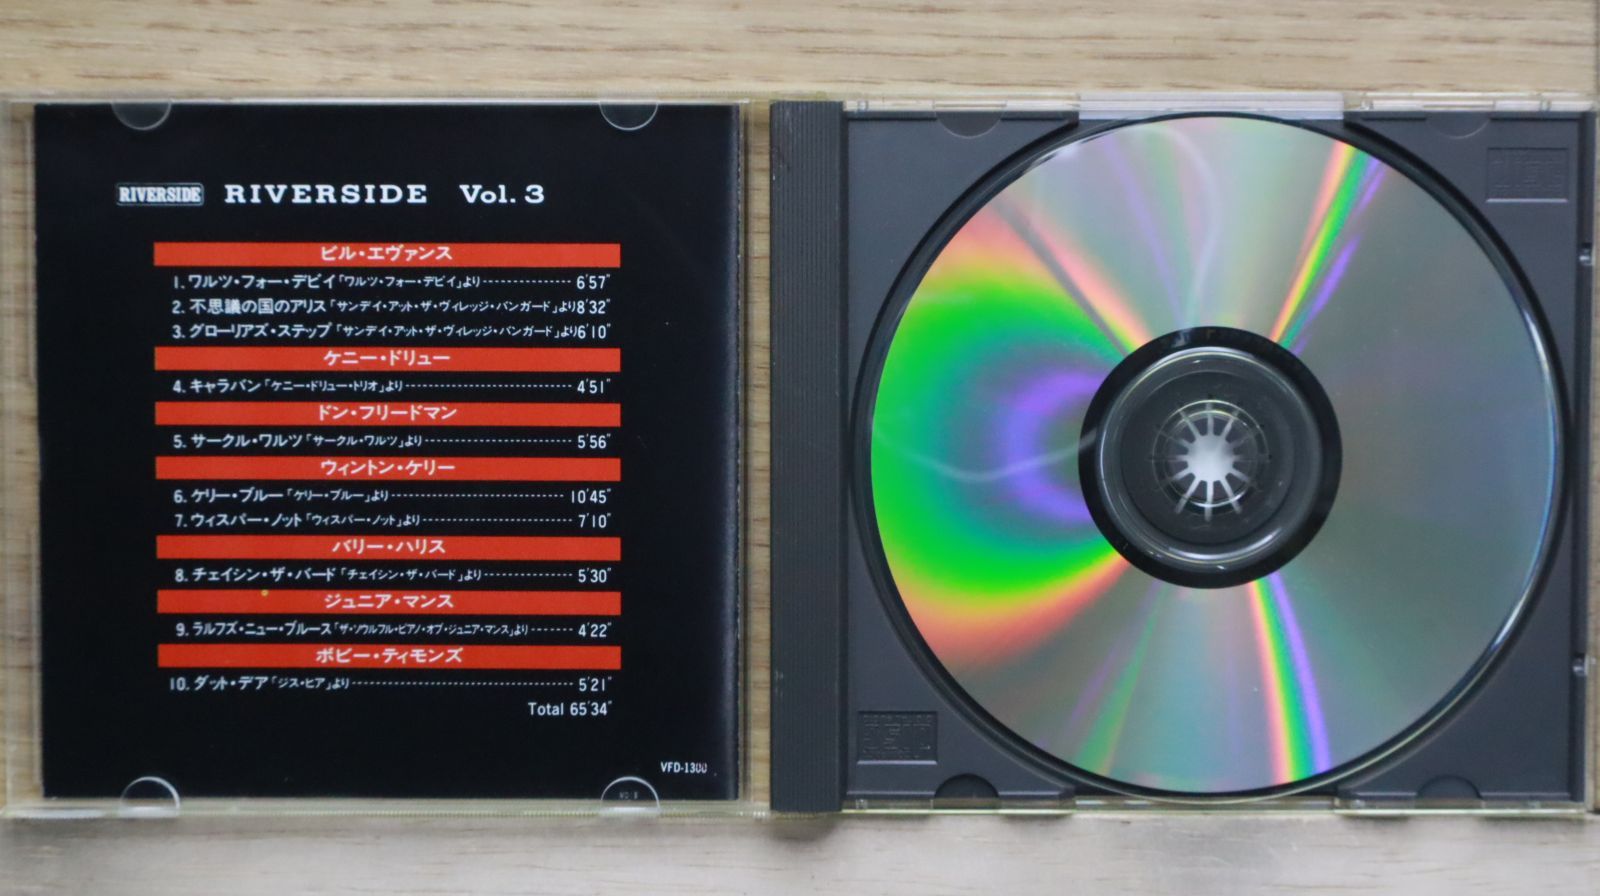 RIVERSIDE RIVERSIDE Vol. 3
ビル・エヴァンス
1. ワルツ・フォー・デビイ「ワルツ・フォー・デビイ」より 6′57″
2. 不思議の国のアリス「サンデイ・アット・ザ・ヴィレッジ・バンガード」より 8′32″
3. グローリアズ・ステップ「サンデイ・アット・ザ・ヴィレッジ・バンガード」より 6′10″
ケニー・ドリュー
4. キャラバン「ケニー・ドリュー・トリオ」より 4′51″
ドン・フリードマン
5. サークル・ワルツ「サークル・ワルツ」より 5′56″
ウィントン・ケリー
6. ケリー・ブルー「ケリー・ブルー」より 10′45″
7. ウィスパー・ノット「ウィスパー・ノット」より 7′10″
バリー・ハリス
8. チェイシン・ザ・バード「チェイシン・ザ・バード」より 5′30″
ジュニア・マンス
9. ラルフズ・ニュー・ブルース「ザ・ソウルフル・ピアノ・オブ・ジュニア・マンス」より 4′22″
ボビー・ティモンズ
10. ダット・デア「ジス・ヒア」より 5′21″
Total 65′34″
VFD-1300